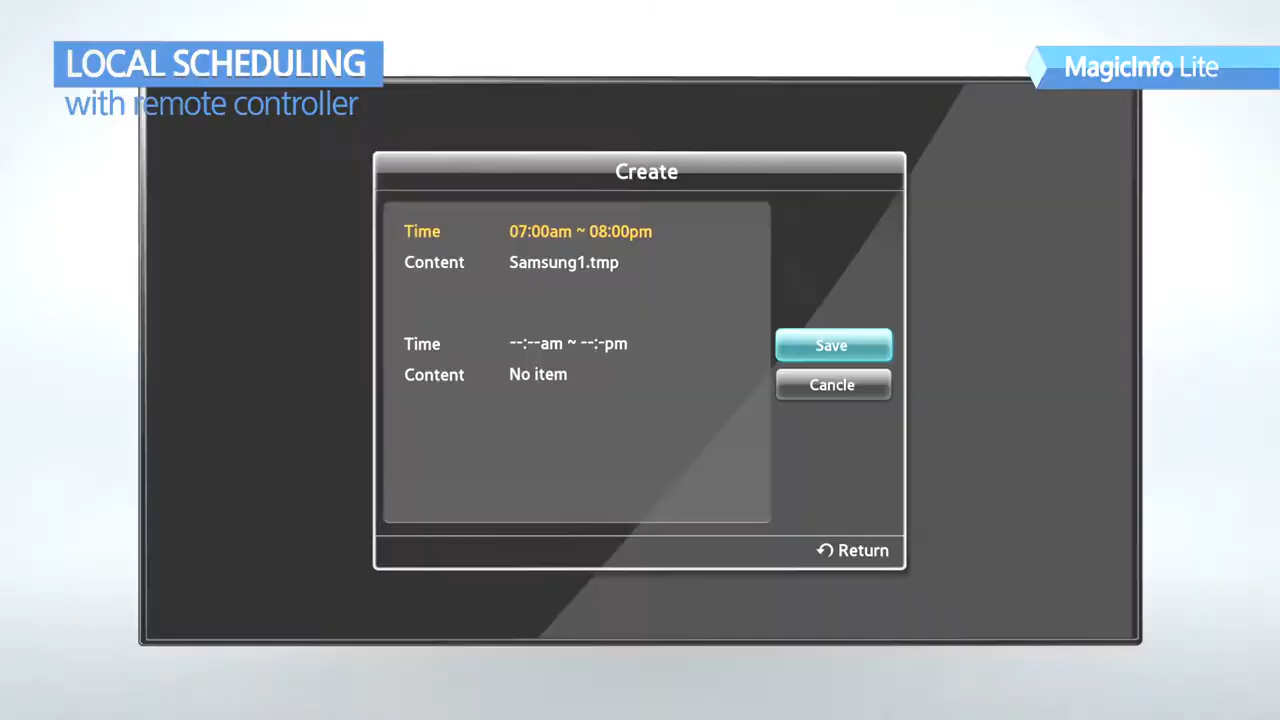 LOCAL SCHEDULING
with remote controller
MagicInfo Lite
Create
Time 07:00am ~ 08:00pm
Content Samsung1.tmp
Time --:--am ~ --:-pm
Content No item
Save
Cancle
Return